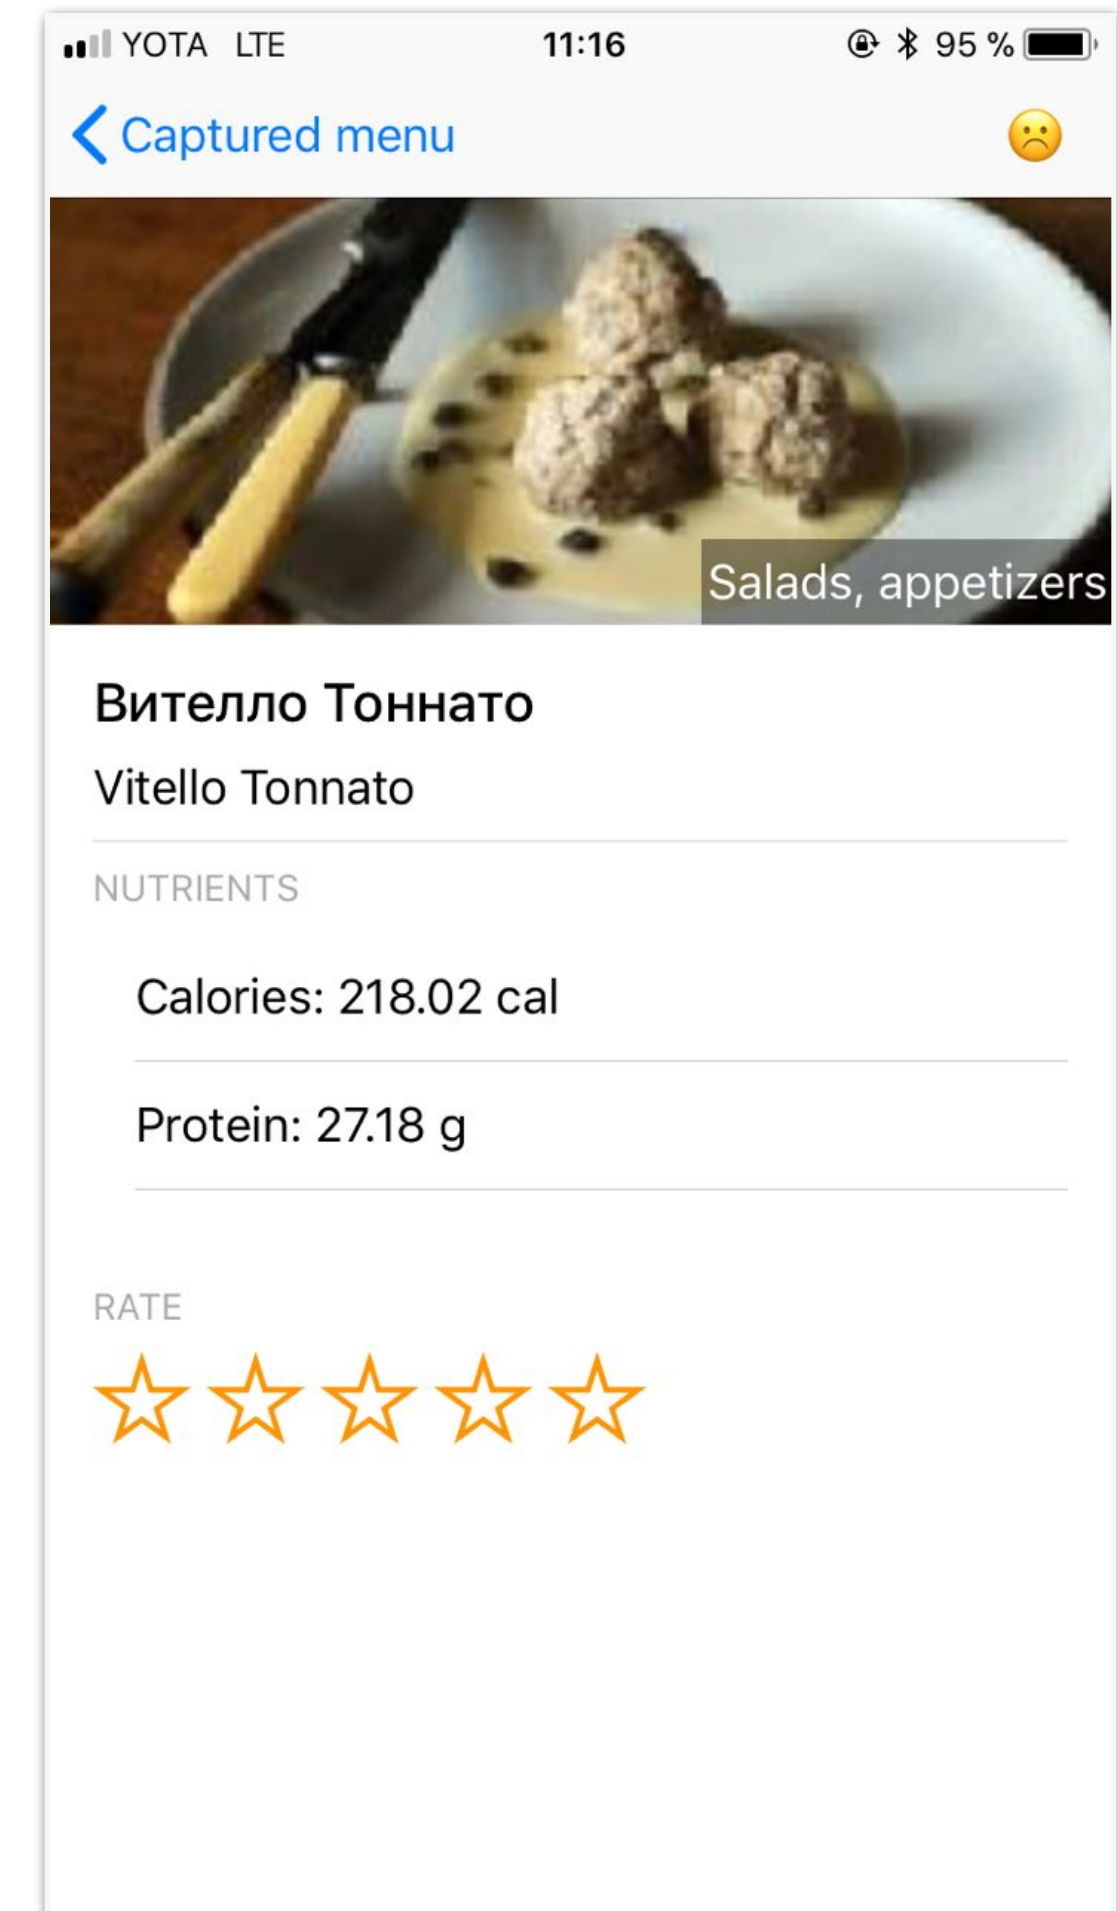 YOTA LTE 11:16 95 %
Captured menu
Salads, appetizers
Вителло Тоннато
Vitello Tonnato
NUTRIENTS
Calories: 218.02 cal
Protein: 27.18 g
RATE